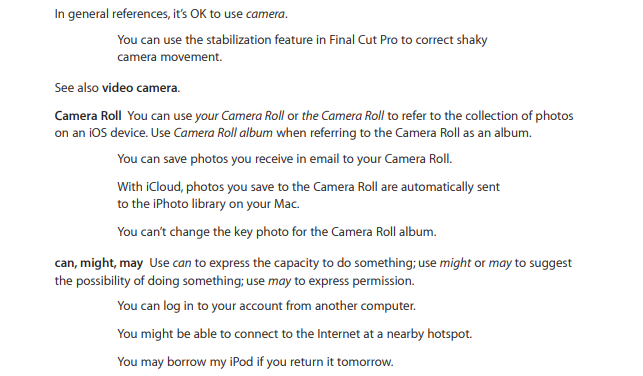 In general references, it's OK to use camera.
You can use the stabilization feature in Final Cut Pro to correct shaky
camera movement.
See also video camera.
Camera Roll You can use your Camera Roll or the Camera Roll to refer to the collection of photos
on an iOS device. Use Camera Roll album when referring to the Camera Roll as an album.
You can save photos you receive in email to your Camera Roll.
With iCloud, photos you save to the Camera Roll are automatically sent
to the iPhoto library on your Mac.
You can't change the key photo for the Camera Roll album.
can, might, may Use can to express the capacity to do something; use might or may to suggest
the possibility of doing something; use may to express permission.
You can log in to your account from another computer.
You might be able to connect to the Internet at a nearby hotspot.
You may borrow my iPod if you return it tomorrow.